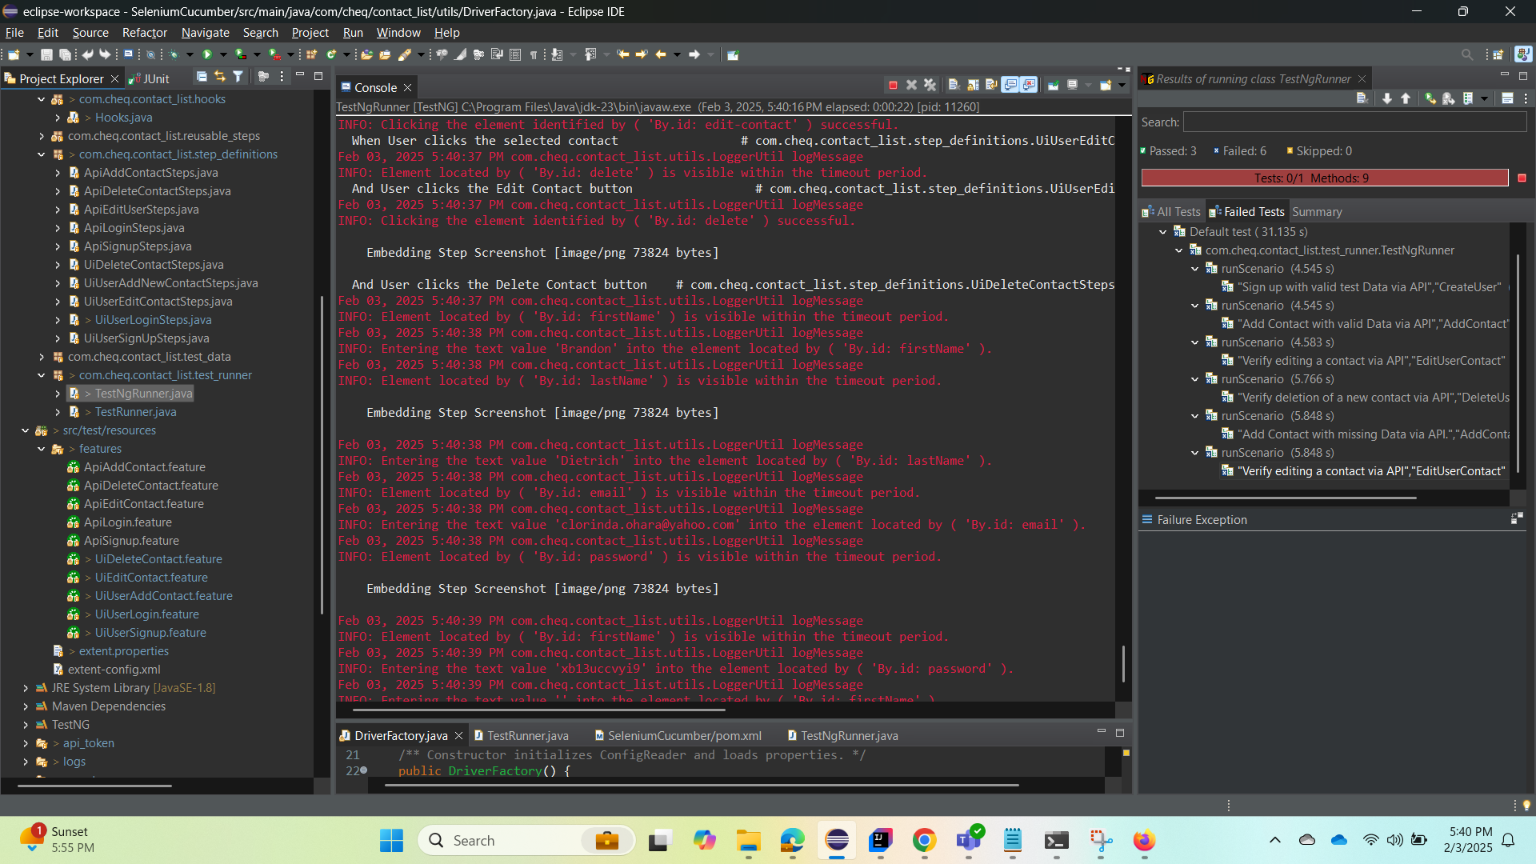 eclipse-workspace - SeleniumCucumber/src/main/java/com/cheq/contact_list/utils/DriverFactory.java - Eclipse IDE
File Edit Source Refactor Navigate Search Project Run Window Help
Project Explorer JUnit
> com.cheq.contact_list.hooks
> Hooks.java
com.cheq.contact_list.reusable_steps
> com.cheq.contact_list.step_definitions
ApiAddContactSteps.java
ApiDeleteContactSteps.java
ApiEditUserSteps.java
ApiLoginSteps.java
ApiSignupSteps.java
UiDeleteContactSteps.java
UiUserAddNewContactSteps.java
UiUserEditContactSteps.java
> UiUserLoginSteps.java
UiUserSignUpSteps.java
com.cheq.contact_list.test_data
> com.cheq.contact_list.test_runner
> TestNgRunner.java
> TestRunner.java
> src/test/resources
> features
ApiAddContact.feature
ApiDeleteContact.feature
ApiEditContact.feature
ApiLogin.feature
ApiSignup.feature
> UiDeleteContact.feature
> UiEditContact.feature
> UiUserAddContact.feature
> UiUserLogin.feature
> UiUserSignup.feature
> extent.properties
extent-config.xml
JRE System Library [JavaSE-1.8]
Maven Dependencies
TestNG
> api_token
> logs
Console
TestNgRunner [TestNG] C:\Program Files\Java\jdk-23\bin\javaw.exe (Feb 3, 2025, 5:40:16 PM elapsed: 0:00:22) [pid: 11260]
INFO: Clicking the element identified by ( 'By.id: edit-contact' ) successful.
When User clicks the selected contact # com.cheq.contact_list.step_definitions.UiUserEditC
Feb 03, 2025 5:40:37 PM com.cheq.contact_list.utils.LoggerUtil logMessage
INFO: Element located by ( 'By.id: delete' ) is visible within the timeout period.
And User clicks the Edit Contact button # com.cheq.contact_list.step_definitions.UiUserEdi
Feb 03, 2025 5:40:37 PM com.cheq.contact_list.utils.LoggerUtil logMessage
INFO: Clicking the element identified by ( 'By.id: delete' ) successful.
Embedding Step Screenshot [image/png 73824 bytes]
And User clicks the Delete Contact button # com.cheq.contact_list.step_definitions.UiDeleteContactSteps
Feb 03, 2025 5:40:37 PM com.cheq.contact_list.utils.LoggerUtil logMessage
INFO: Element located by ( 'By.id: firstName' ) is visible within the timeout period.
Feb 03, 2025 5:40:38 PM com.cheq.contact_list.utils.LoggerUtil logMessage
INFO: Entering the text value 'Brandon' into the element located by ( 'By.id: firstName' ).
Feb 03, 2025 5:40:38 PM com.cheq.contact_list.utils.LoggerUtil logMessage
INFO: Element located by ( 'By.id: lastName' ) is visible within the timeout period.
Embedding Step Screenshot [image/png 73824 bytes]
Feb 03, 2025 5:40:38 PM com.cheq.contact_list.utils.LoggerUtil logMessage
INFO: Entering the text value 'Dietrich' into the element located by ( 'By.id: lastName' ).
Feb 03, 2025 5:40:38 PM com.cheq.contact_list.utils.LoggerUtil logMessage
INFO: Element located by ( 'By.id: email' ) is visible within the timeout period.
Feb 03, 2025 5:40:38 PM com.cheq.contact_list.utils.LoggerUtil logMessage
INFO: Entering the text value 'clorinda.ohara@yahoo.com' into the element located by ( 'By.id: email' ).
Feb 03, 2025 5:40:38 PM com.cheq.contact_list.utils.LoggerUtil logMessage
INFO: Element located by ( 'By.id: password' ) is visible within the timeout period.
Embedding Step Screenshot [image/png 73824 bytes]
Feb 03, 2025 5:40:39 PM com.cheq.contact_list.utils.LoggerUtil logMessage
INFO: Element located by ( 'By.id: firstName' ) is visible within the timeout period.
Feb 03, 2025 5:40:39 PM com.cheq.contact_list.utils.LoggerUtil logMessage
INFO: Entering the text value 'xb13uccvyi9' into the element located by ( 'By.id: password' ).
Feb 03, 2025 5:40:39 PM com.cheq.contact_list.utils.LoggerUtil logMessage
INFO: Entering the text value '' into the element located by ( 'By.id: firstName' )
DriverFactory.java TestRunner.java SeleniumCucumber/pom.xml TestNgRunner.java
21 /** Constructor initializes ConfigReader and loads properties. */
22 public DriverFactory() {
Results of running class TestNgRunner
Search:
Passed: 3 Failed: 6 Skipped: 0
Tests: 0/1 Methods: 9
All Tests Failed Tests Summary
Default test ( 31.135 s)
com.cheq.contact_list.test_runner.TestNgRunner
runScenario (4.545 s)
"Sign up with valid test Data via API","CreateUser"
runScenario (4.545 s)
"Add Contact with valid Data via API","AddContact"
runScenario (4.583 s)
"Verify editing a contact via API","EditUserContact"
runScenario (5.766 s)
"Verify deletion of a new contact via API","DeleteUs
runScenario (5.848 s)
"Add Contact with missing Data via API.","AddConta
runScenario (5.848 s)
"Verify editing a contact via API","EditUserContact"
Failure Exception
1
Sunset
5:55 PM
Search
5:40 PM
2/3/2025